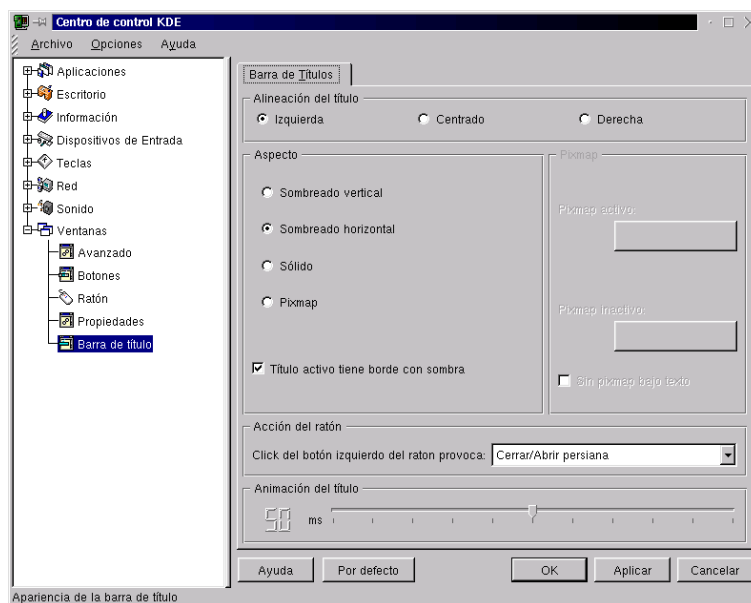 Centro de control KDE
Archivo Opciones Ayuda
Aplicaciones
Escritorio
Información
Dispositivos de Entrada
Teclas
Red
Sonido
Ventanas
Avanzado
Botones
Ratón
Propiedades
Barra de título
Barra de Títulos
Alineación del título
Izquierda Centrado Derecha
Aspecto
Sombreado vertical
Sombreado horizontal
Sólido
Pixmap
Título activo tiene borde con sombra
Pixmap
Pixmap activo:
Pixmap inactivo:
Sin pixmap bajo texto
Acción del ratón
Click del botón izquierdo del raton provoca: Cerrar/Abrir persiana
Animación del título
50 ms
Ayuda Por defecto OK Aplicar Cancelar
Apariencia de la barra de título